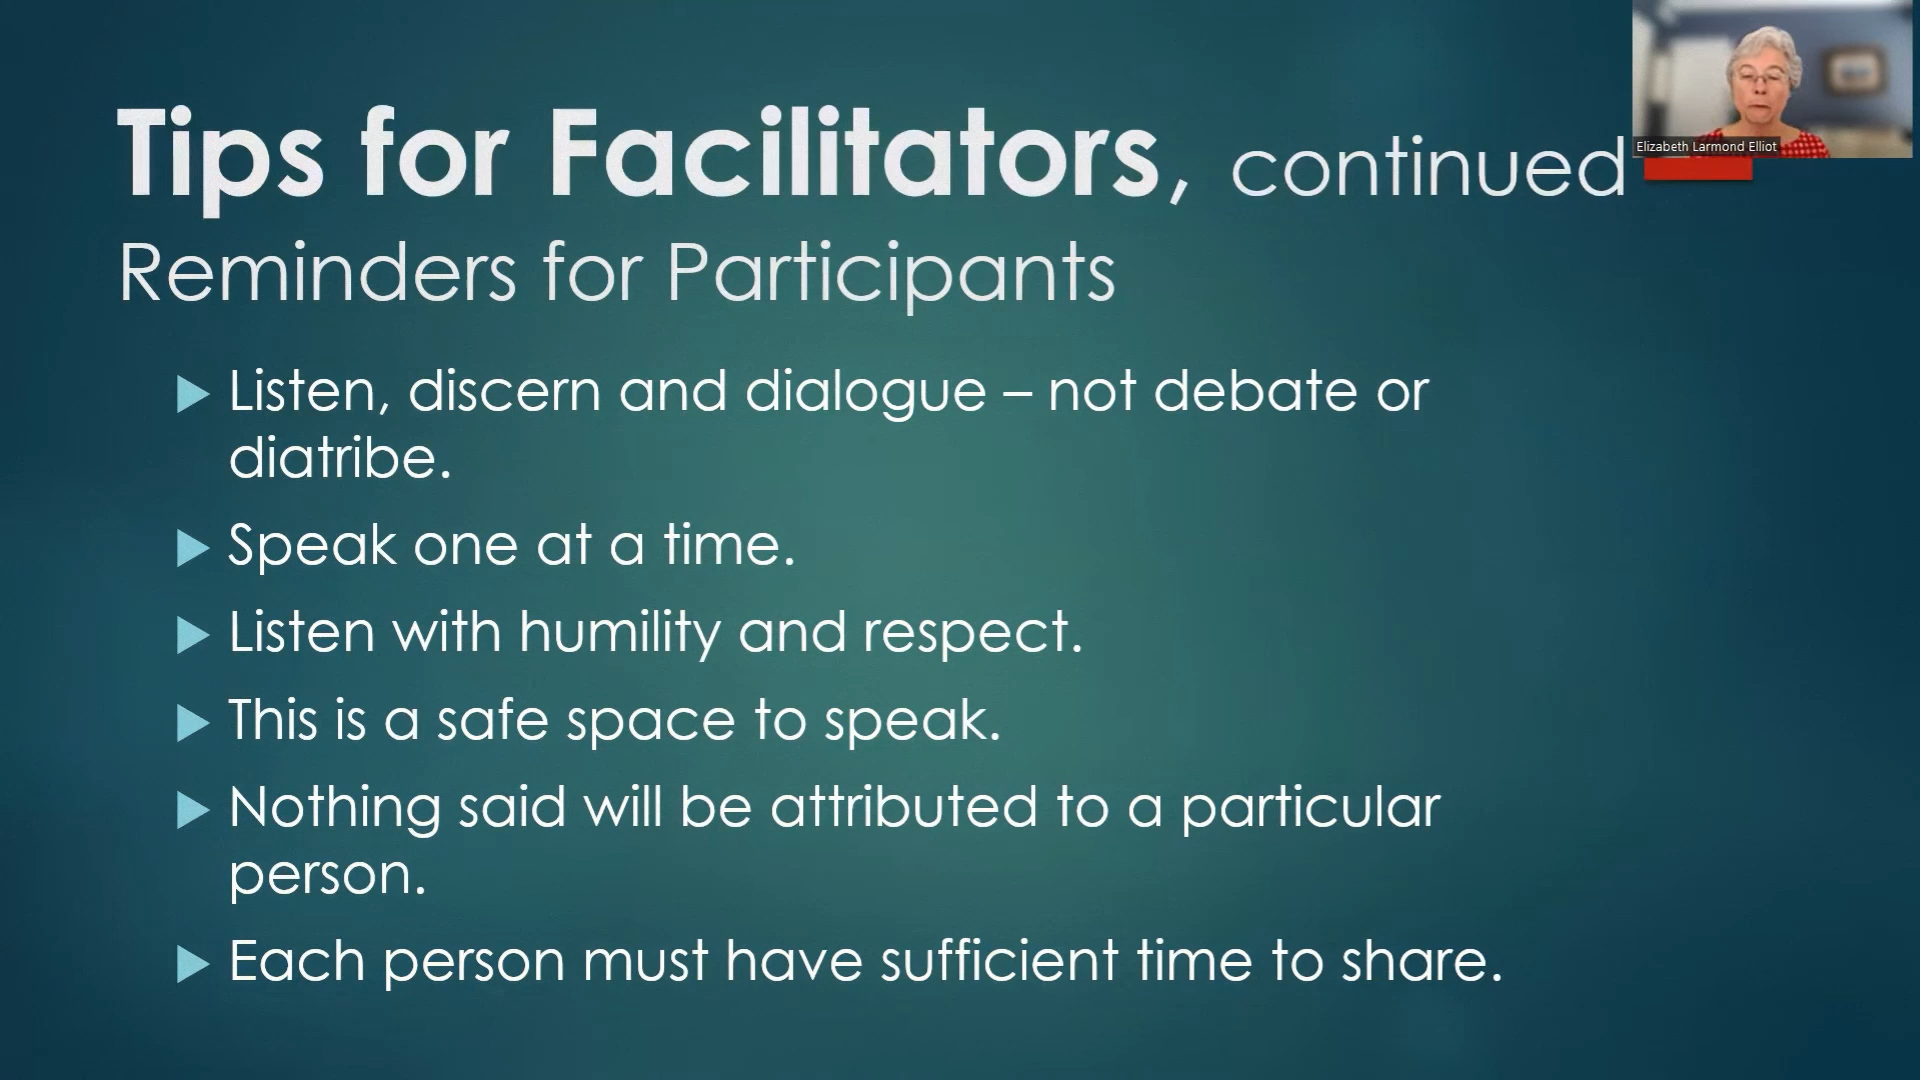 Tips for Facilitators, continued
Elizabeth Larmond Elliot
Reminders for Participants
Listen, discern and dialogue – not debate or
diatribe.
Speak one at a time.
Listen with humility and respect.
This is a safe space to speak.
Nothing said will be attributed to a particular
person.
Each person must have sufficient time to share.